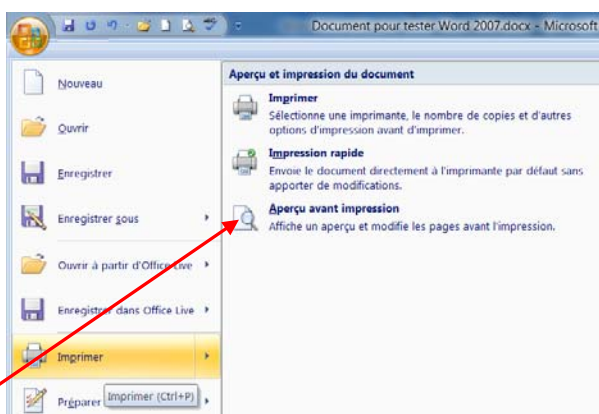 Document pour tester Word 2007.docx - Microsoft
Nouveau
Ouvrir
Enregistrer
Enregistrer sous
Ouvrir à partir d'Office Live
Enregistrer dans Office Live
Imprimer
Préparer
Imprimer (Ctrl+P)
Aperçu et impression du document
Imprimer
Sélectionne une imprimante, le nombre de copies et d'autres
options d'impression avant d'imprimer.
Impression rapide
Envoie le document directement à l'imprimante par défaut sans
apporter de modifications.
Aperçu avant impression
Affiche un aperçu et modifie les pages avant l'impression.